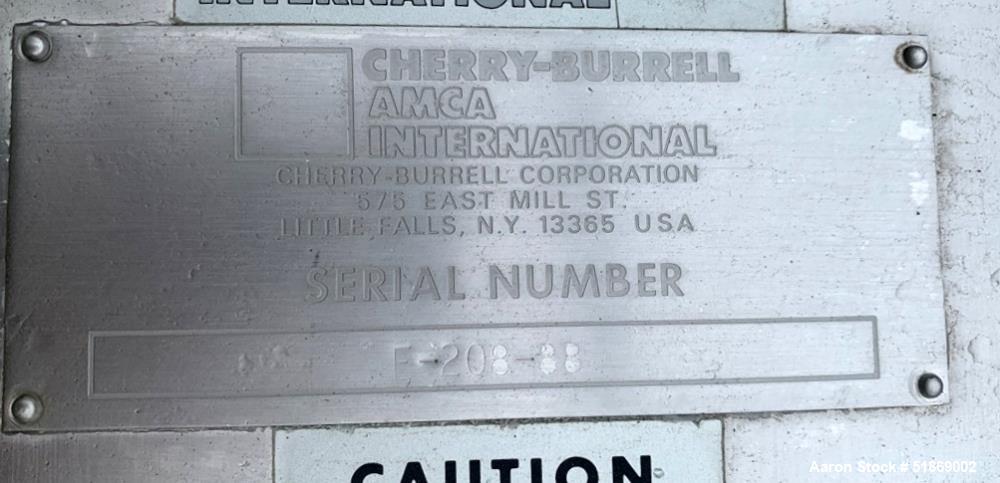 INTERNATIONAL
CHERRY-BURRELL
AMCA
INTERNATIONAL
CHERRY-BURRELL CORPORATION
575 EAST MILL ST.
LITTLE FALLS, N.Y. 13365 USA
SERIAL NUMBER
E-208-88
CAUTION
Aaron Stock # 51869002